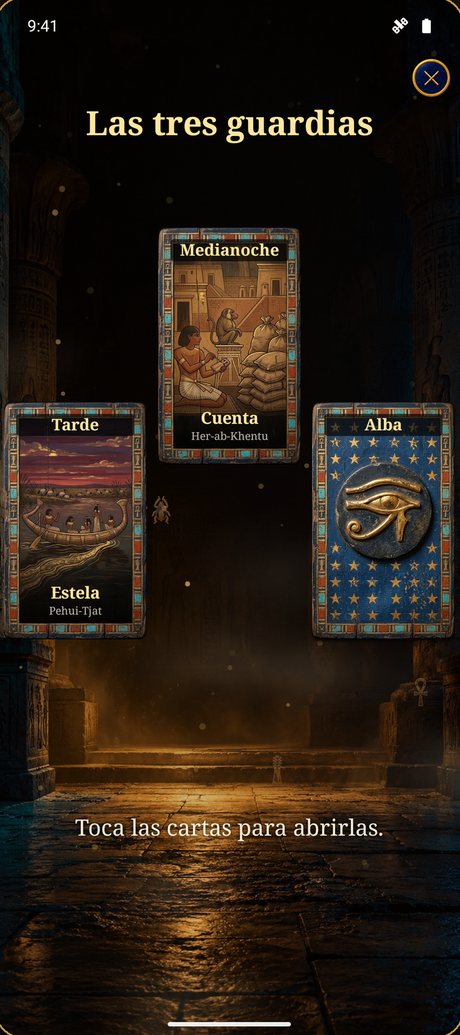 9:41
Las tres guardias
Medianoche
Cuenta
Her-ab-Khentu
Tarde
Estela
Pehui-Tjat
Alba
Toca las cartas para abrirlas.